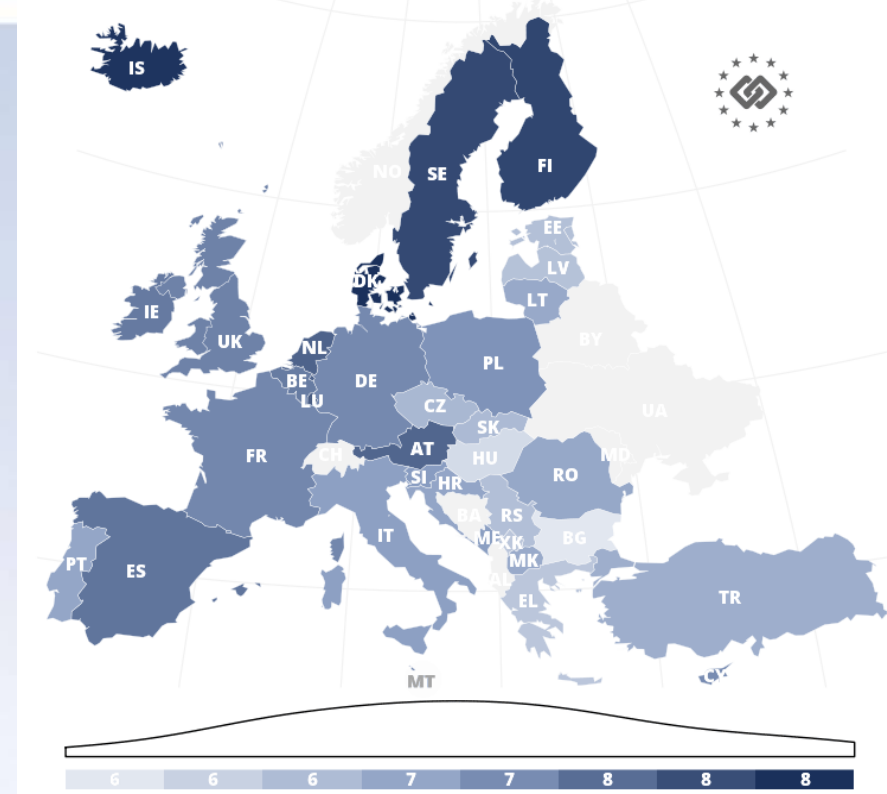 IS
NO
SE
FI
EE
LV
DK
LT
IE
UK
NL
BY
BE
DE
PL
LU
CZ
UA
SK
FR
CH
AT
HU
MD
SI
HR
RO
BA
RS
IT
ME
XK
BG
PT
ES
MK
AL
EL
TR
CY
MT
6 6 6 7 7 8 8 8